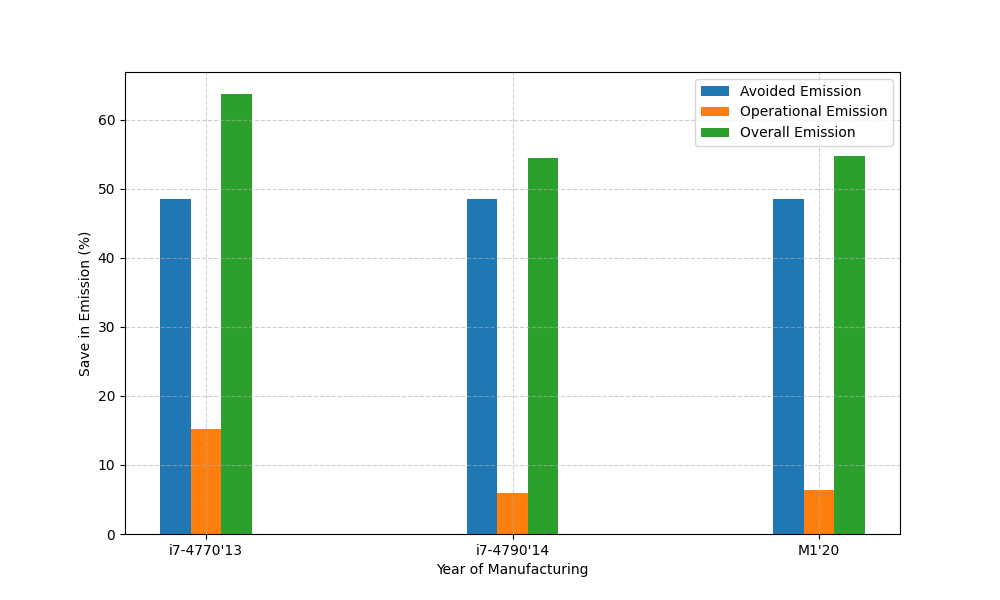 Avoided Emission
Operational Emission
Overall Emission
Save in Emission (%)
60
50
40
30
20
10
0
i7-4770'13
i7-4790'14
M1'20
Year of Manufacturing